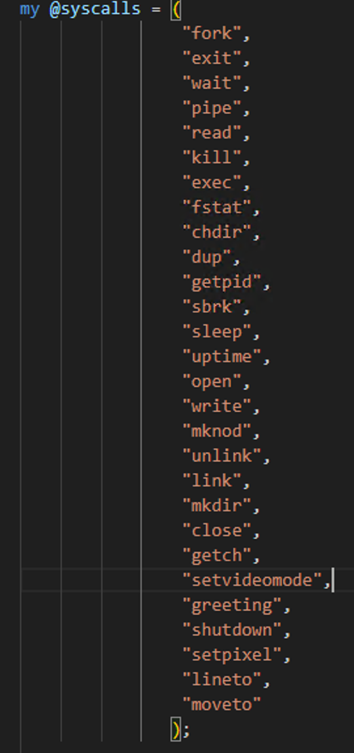 my @syscalls = (
"fork",
"exit",
"wait",
"pipe",
"read",
"kill",
"exec",
"fstat",
"chdir",
"dup",
"getpid",
"sbrk",
"sleep",
"uptime",
"open",
"write",
"mknod",
"unlink",
"link",
"mkdir",
"close",
"getch",
"setvideomode",
"greeting",
"shutdown",
"setpixel",
"lineto",
"moveto"
);